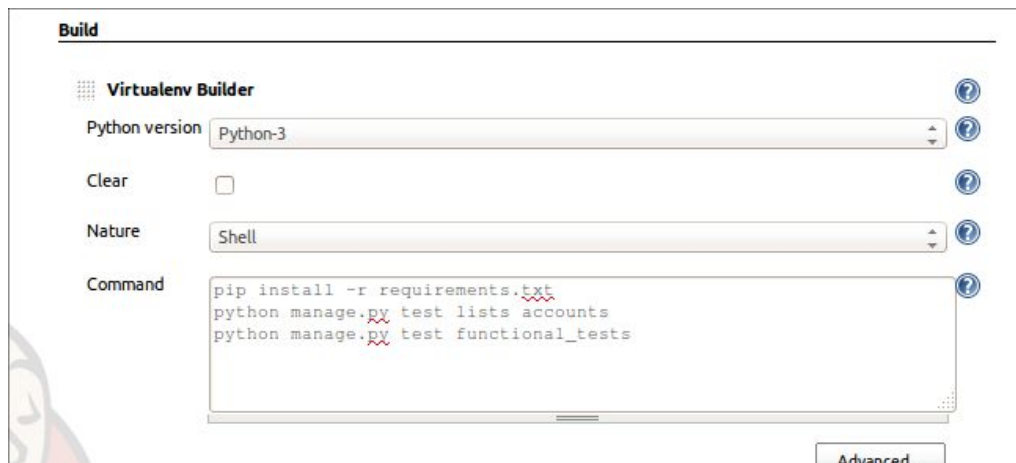 Build
Virtualenv Builder
Python version Python-3
Clear
Nature Shell
Command pip install -r requirements.txt
python manage.py test lists accounts
python manage.py test functional_tests
Advanced...